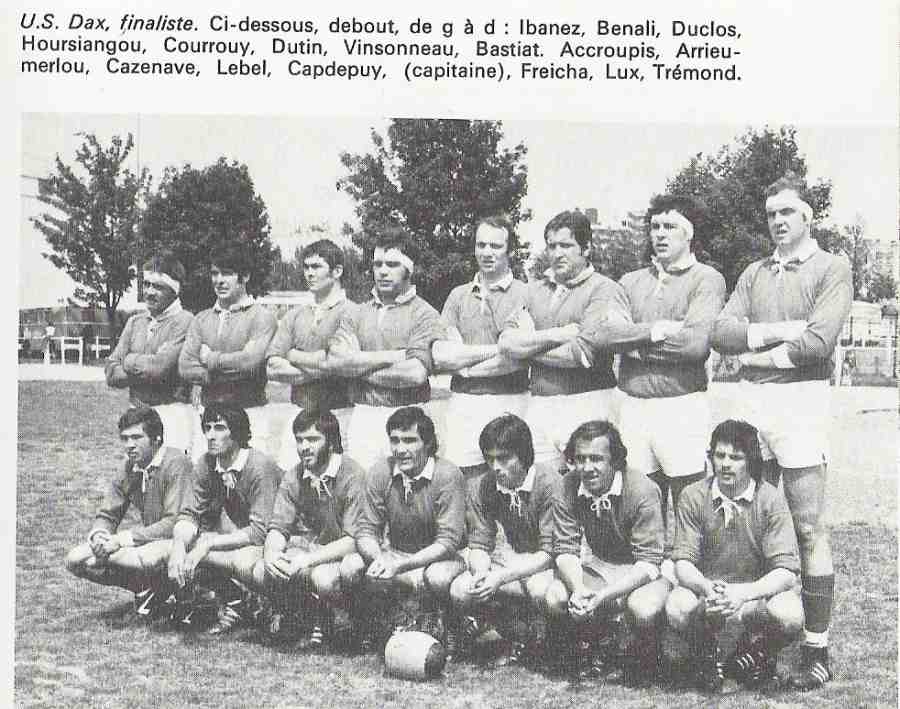 U.S. Dax, finaliste. Ci-dessous, debout, de g à d : Ibanez, Benali, Duclos,
Hoursiangou, Courrouy, Dutin, Vinsonneau, Bastiat. Accroupis, Arrieu-
merlou, Cazenave, Lebel, Capdepuy, (capitaine), Freicha, Lux, Trémond.